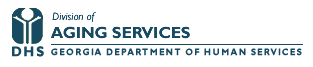 Division of
AGING SERVICES
DHS GEORGIA DEPARTMENT OF HUMAN SERVICES